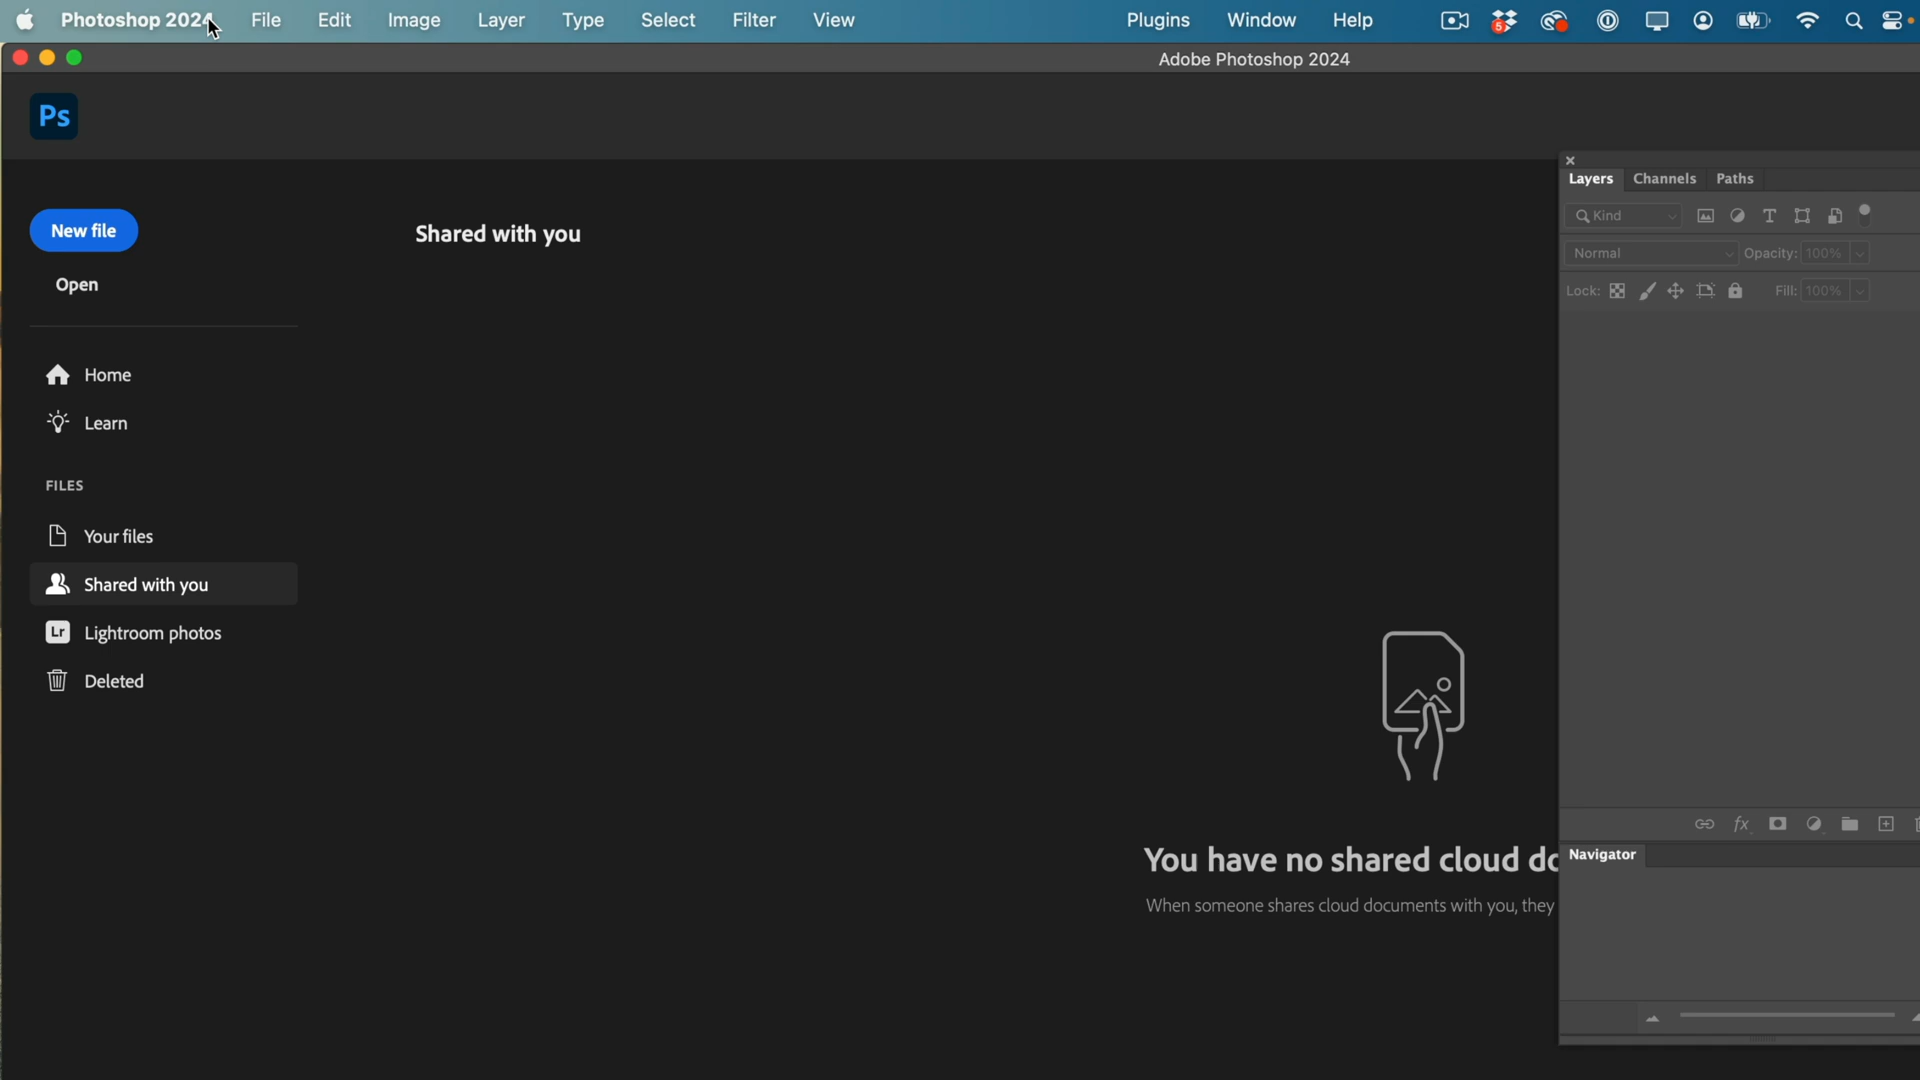 Photoshop 2024 File Edit Image Layer Type Select Filter View Plugins Window Help
5
Adobe Photoshop 2024
Ps
New file
Open
Home
Learn
FILES
Your files
Shared with you
Lr Lightroom photos
Deleted
Shared with you
You have no shared cloud
When someone shares cloud documents with you, they
Layers Channels Paths
Kind
Normal Opacity: 100%
Lock: Fill: 100%
fx
Navigator